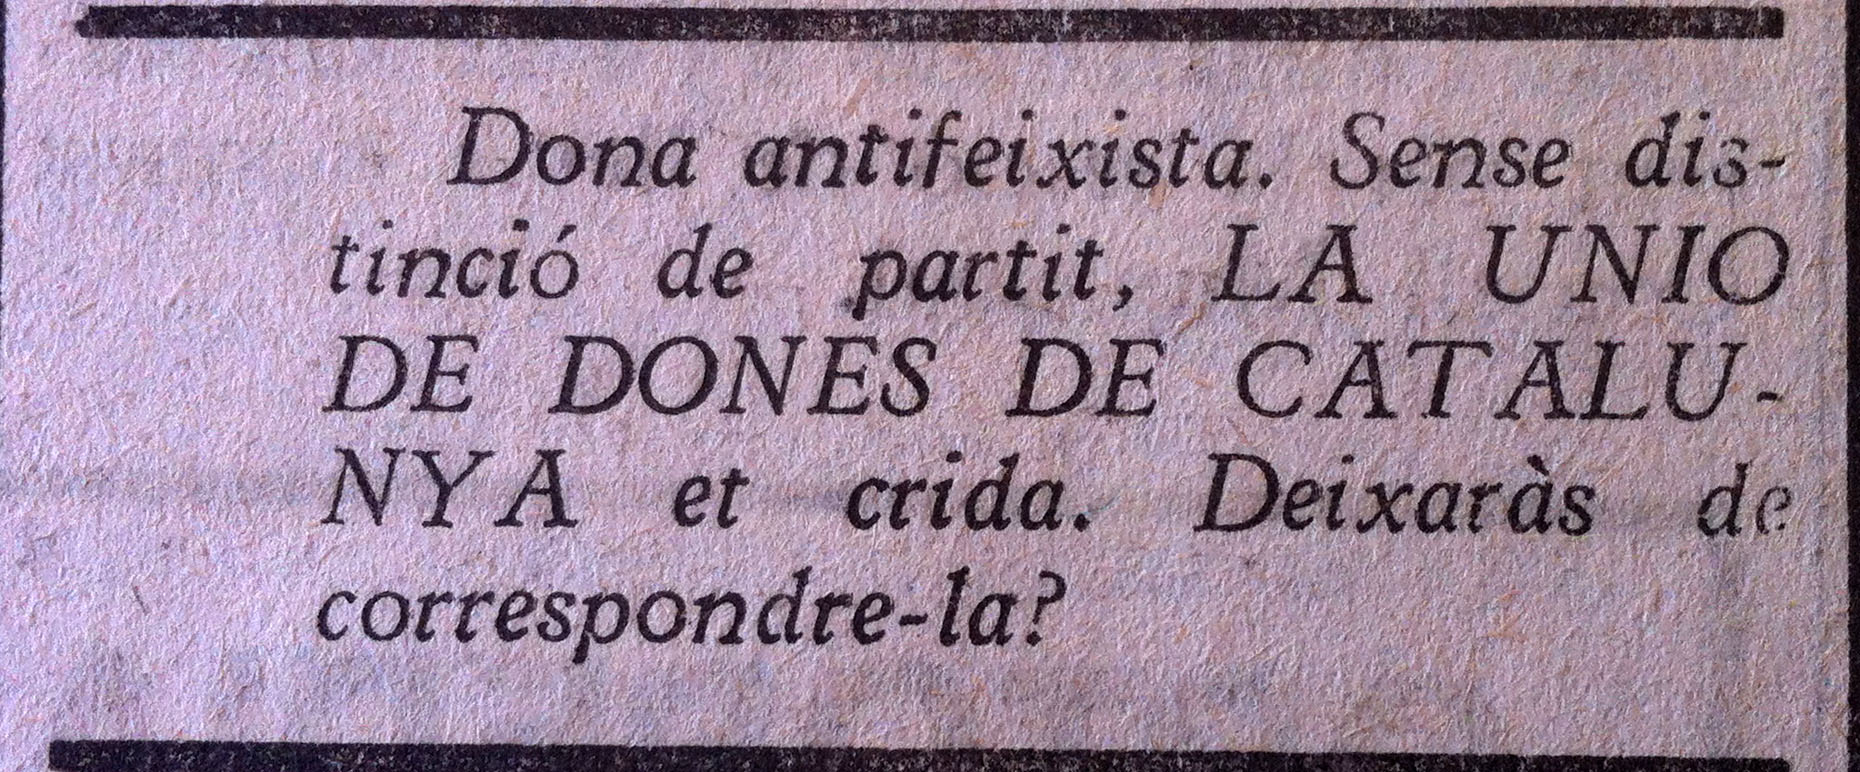 Dona antifeixista. Sense dis-
tinció de partit, LA UNIO
DE DONES DE CATALU-
NYA et crida. Deixaràs de
correspondre-la?